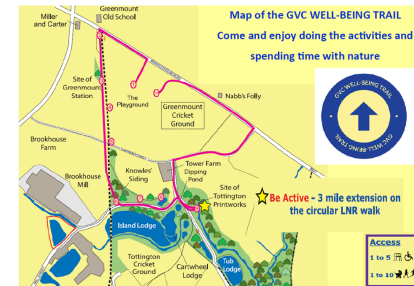 Map of the GVC WELL-BEING TRAIL
Come and enjoy doing the activities and
spending time with nature
Miller
and Carter
Greenmount
Old School
Site of
Greenmount
Station
The
Playground
Nabb's Folly
Greenmount
Cricket
Ground
GVC WELL-BEING TRAIL
GVC WELL-BEING TRAIL
Brookhouse
Farm
Brookhouse
Mill
Knowles'
Siding
Tower Farm
Dipping
Pond
Site of
Tottington
Printworks
Be Active - 3 mile extension on
the circular LNR walk
Island Lodge
Tottington
Cricket
Ground
Cartwheel
Lodge
Tub
Lodge
Access
1 to 5
1 to 10